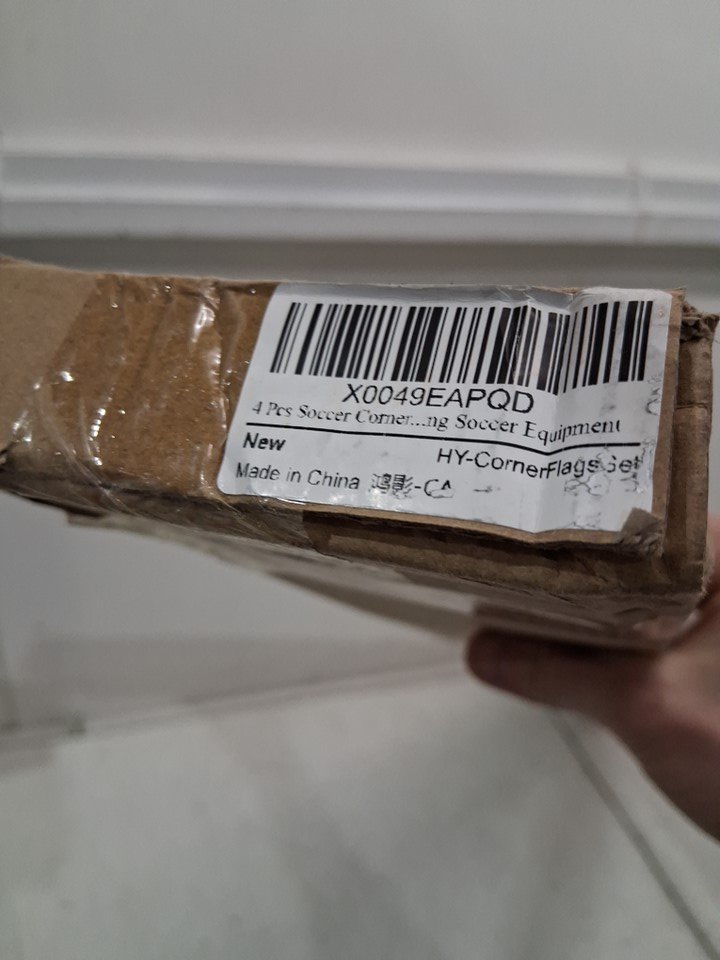 X0049EAPQD
4 Pcs Soccer Corner...ng Soccer Equipment
New
HY-CornerFlagsSet
Made in China 鸿影-CA